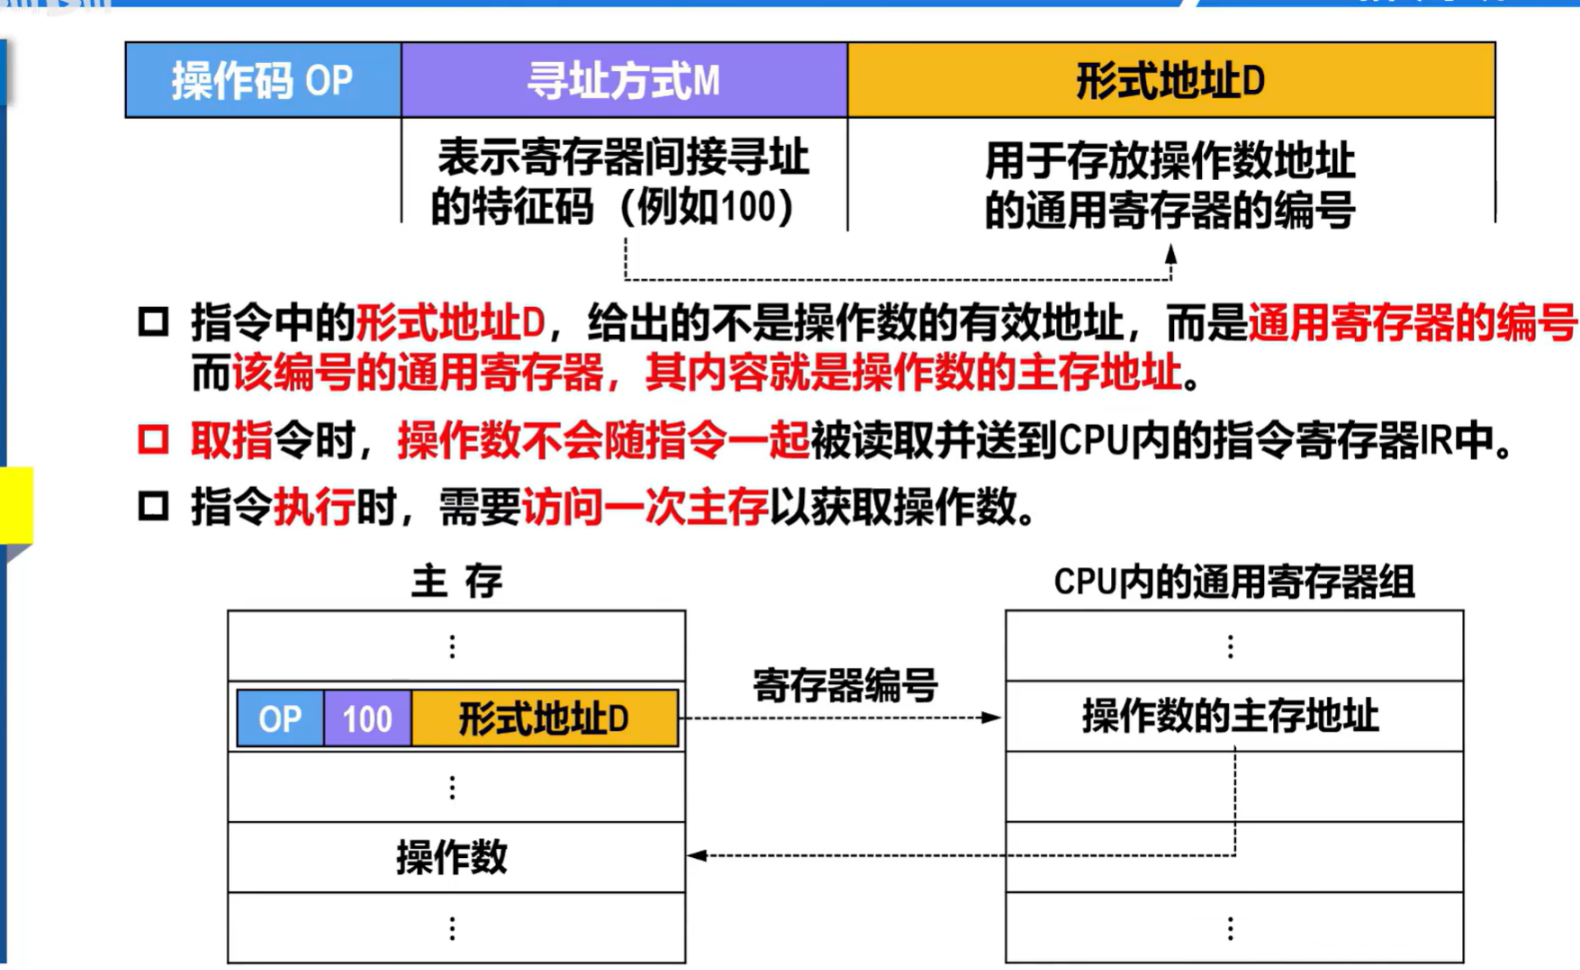 操作码 OP
寻址方式M
形式地址D
表示寄存器间接寻址
的特征码（例如100）
用于存放操作数地址
的通用寄存器的编号
指令中的形式地址D，给出的不是操作数的有效地址，而是通用寄存器的编号
而该编号的通用寄存器，其内容就是操作数的主存地址。
取指令时，操作数不会随指令一起被读取并送到CPU内的指令寄存器IR中。
指令执行时，需要访问一次主存以获取操作数。
主 存
CPU内的通用寄存器组
⋮
⋮
OP 100 形式地址D
寄存器编号
操作数的主存地址
⋮
操作数
⋮
⋮